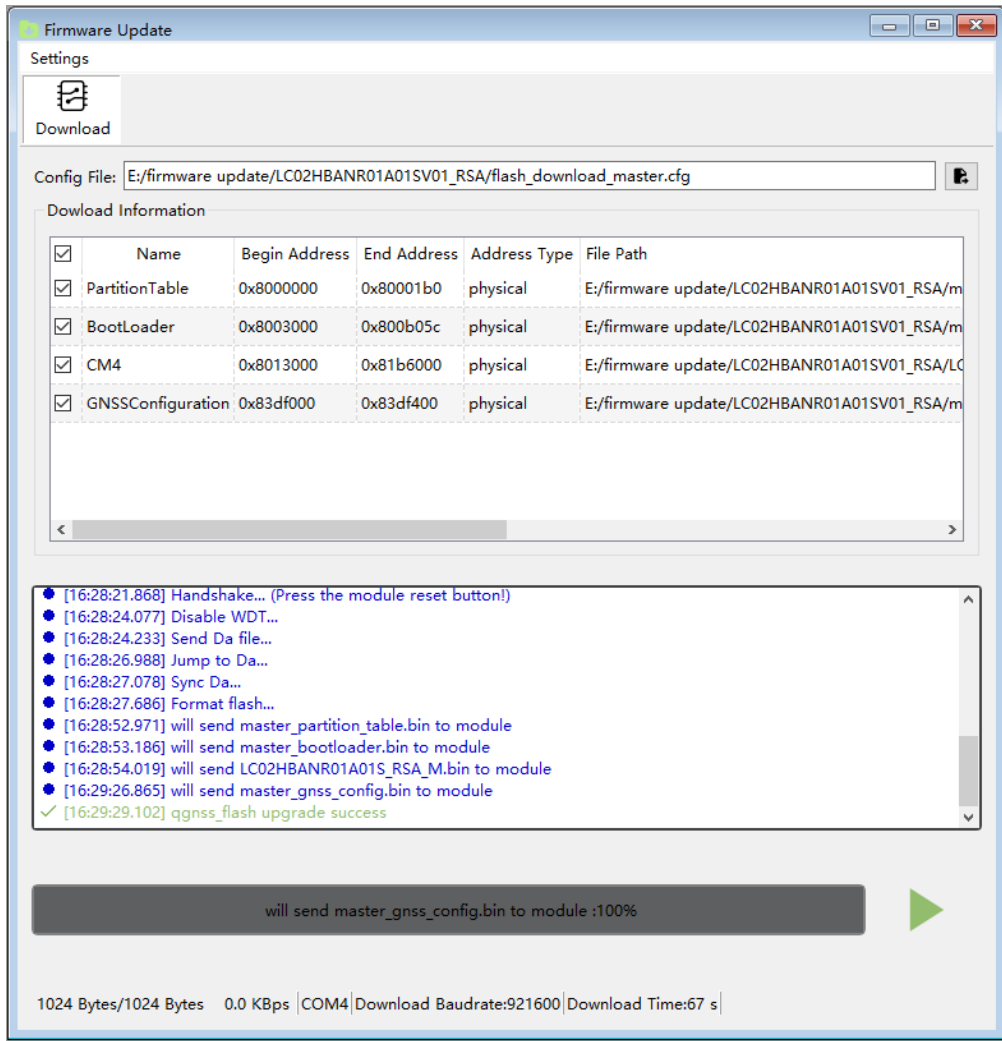 Firmware Update
Settings
Download
Config File: E:/firmware update/LC02HBANR01A01SV01_RSA/flash_download_master.cfg
Dowload Information
Name Begin Address End Address Address Type File Path
PartitionTable 0x8000000 0x80001b0 physical E:/firmware update/LC02HBANR01A01SV01_RSA/m
BootLoader 0x8003000 0x800b05c physical E:/firmware update/LC02HBANR01A01SV01_RSA/m
CM4 0x8013000 0x81b6000 physical E:/firmware update/LC02HBANR01A01SV01_RSA/LC
GNSSConfiguration 0x83df000 0x83df400 physical E:/firmware update/LC02HBANR01A01SV01_RSA/m
[16:28:21.868] Handshake... (Press the module reset button!)
[16:28:24.077] Disable WDT...
[16:28:24.233] Send Da file...
[16:28:26.988] Jump to Da...
[16:28:27.078] Sync Da...
[16:28:27.686] Format flash...
[16:28:52.971] will send master_partition_table.bin to module
[16:28:53.186] will send master_bootloader.bin to module
[16:28:54.019] will send LC02HBANR01A01S_RSA_M.bin to module
[16:29:26.865] will send master_gnss_config.bin to module
[16:29:29.102] qgnss_flash upgrade success
will send master_gnss_config.bin to module :100%
1024 Bytes/1024 Bytes 0.0 KBps COM4 Download Baudrate:921600 Download Time:67 s